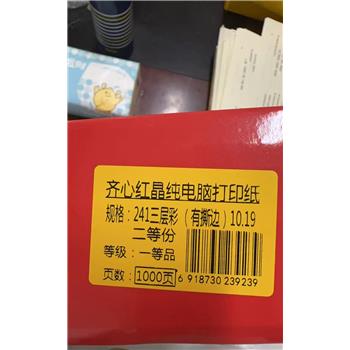 齐心红晶纯电脑打印纸
规格:241三层彩(有撕边)10.19
二等份
等级:一等品
页数:1000页
6 918730 239239